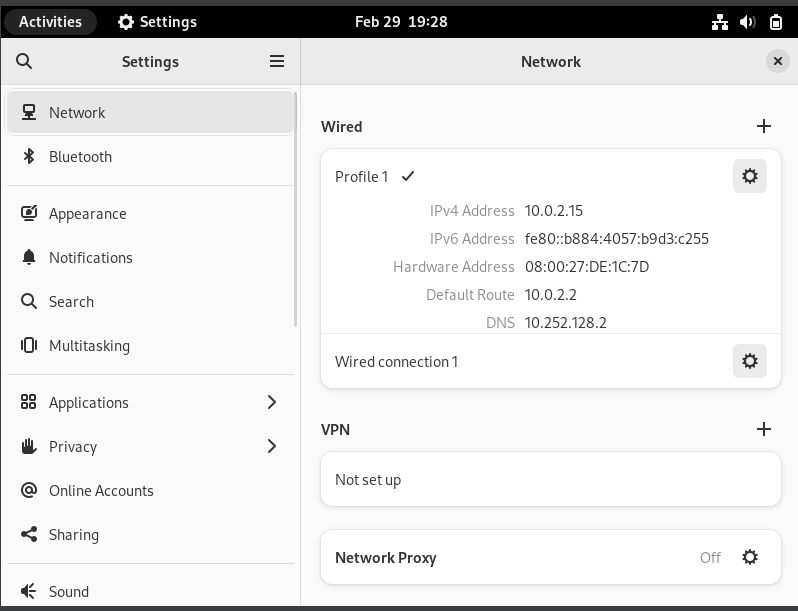 Activities Settings Feb 29 19:28
Settings
Network
Bluetooth
Appearance
Notifications
Search
Multitasking
Applications
Privacy
Online Accounts
Sharing
Sound
Network
Wired
Profile 1
IPv4 Address 10.0.2.15
IPv6 Address fe80::b884:4057:b9d3:c255
Hardware Address 08:00:27:DE:1C:7D
Default Route 10.0.2.2
DNS 10.252.128.2
Wired connection 1
VPN
Not set up
Network Proxy Off